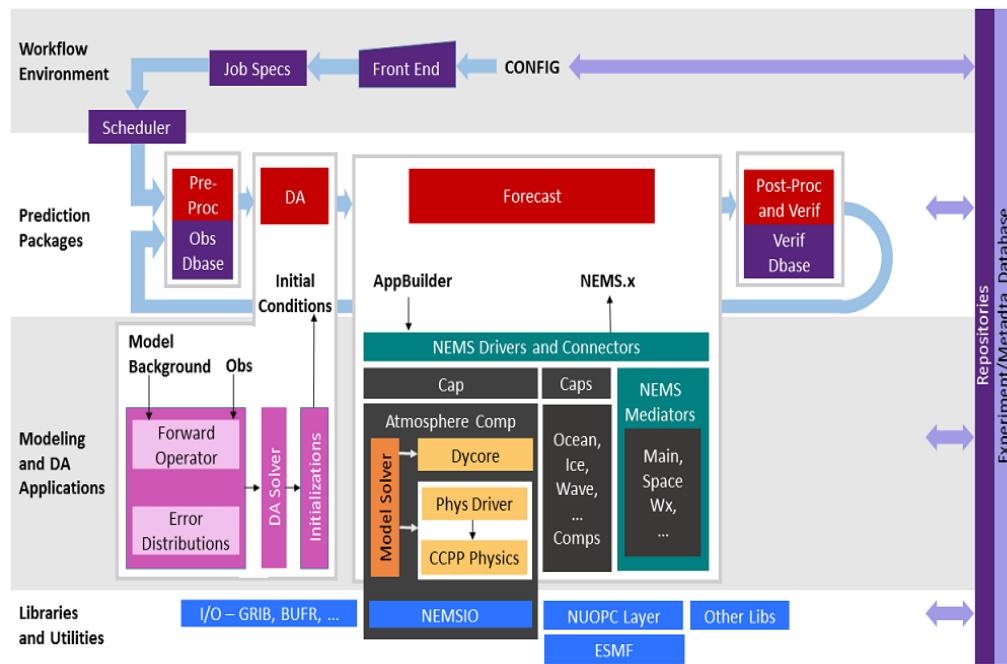 Workflow
Environment
Job Specs
Front End
CONFIG
Scheduler
Prediction
Packages
Pre-
Proc
Obs
Dbase
DA
Forecast
Post-Proc
and Verif
Verif
Dbase
Initial
Conditions
AppBuilder
NEMS.x
Modeling
and DA
Applications
Model
Background
Obs
Forward
Operator
Error
Distributions
DA Solver
Initializations
NEMS Drivers and Connectors
Cap
Caps
NEMS
Mediators
Atmosphere Comp
Model Solver
Dycore
Phys Driver
CCPP Physics
Ocean,
Ice
Wave,
...
Comps
Main,
Space
Wx,
...
Libraries
and Utilities
I/O – GRIB, BUFR, ...
NEMSIO
NUOPC Layer
Other Libs
ESMF
Repositories
Experiment/Metadta Database